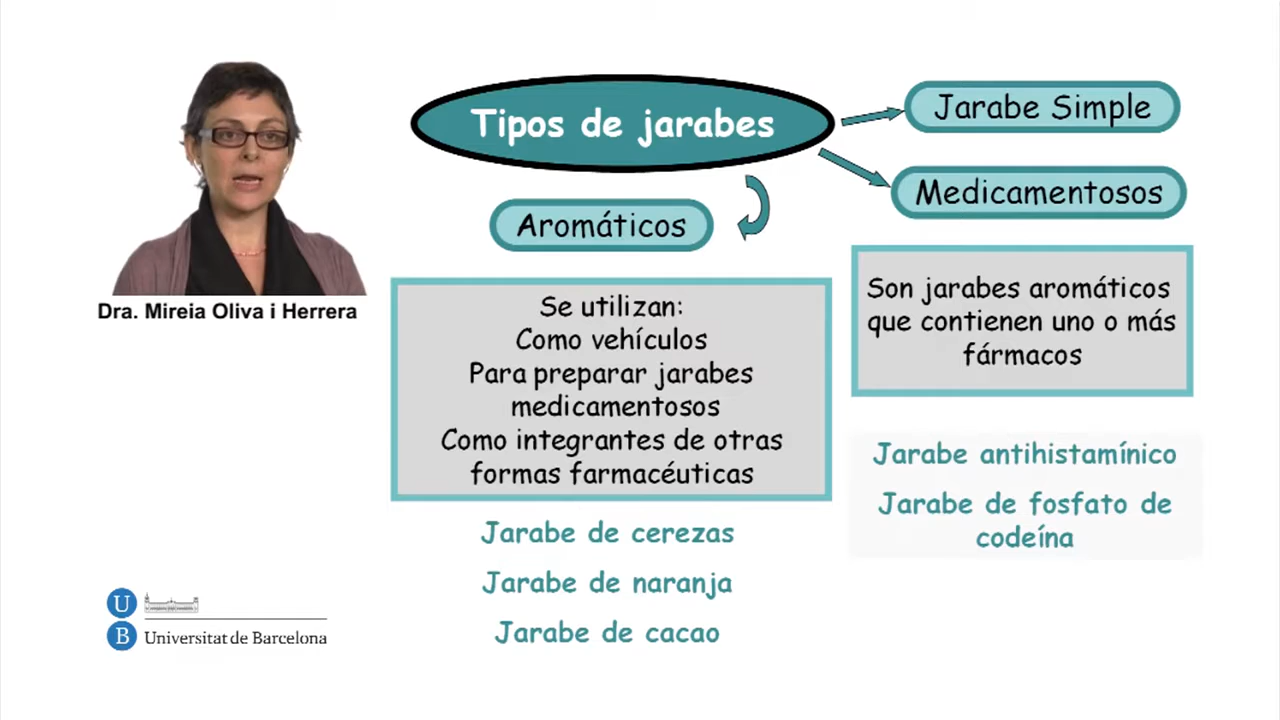 Tipos de jarabes
Jarabe Simple
Medicamentosos
Aromáticos
Se utilizan:
Como vehículos
Para preparar jarabes
medicamentosos
Como integrantes de otras
formas farmacéuticas
Jarabe de cerezas
Jarabe de naranja
Jarabe de cacao
Son jarabes aromáticos
que contienen uno o más
fármacos
Jarabe antihistamínico
Jarabe de fosfato de
codeína
Dra. Mireia Oliva i Herrera
U
B Universitat de Barcelona